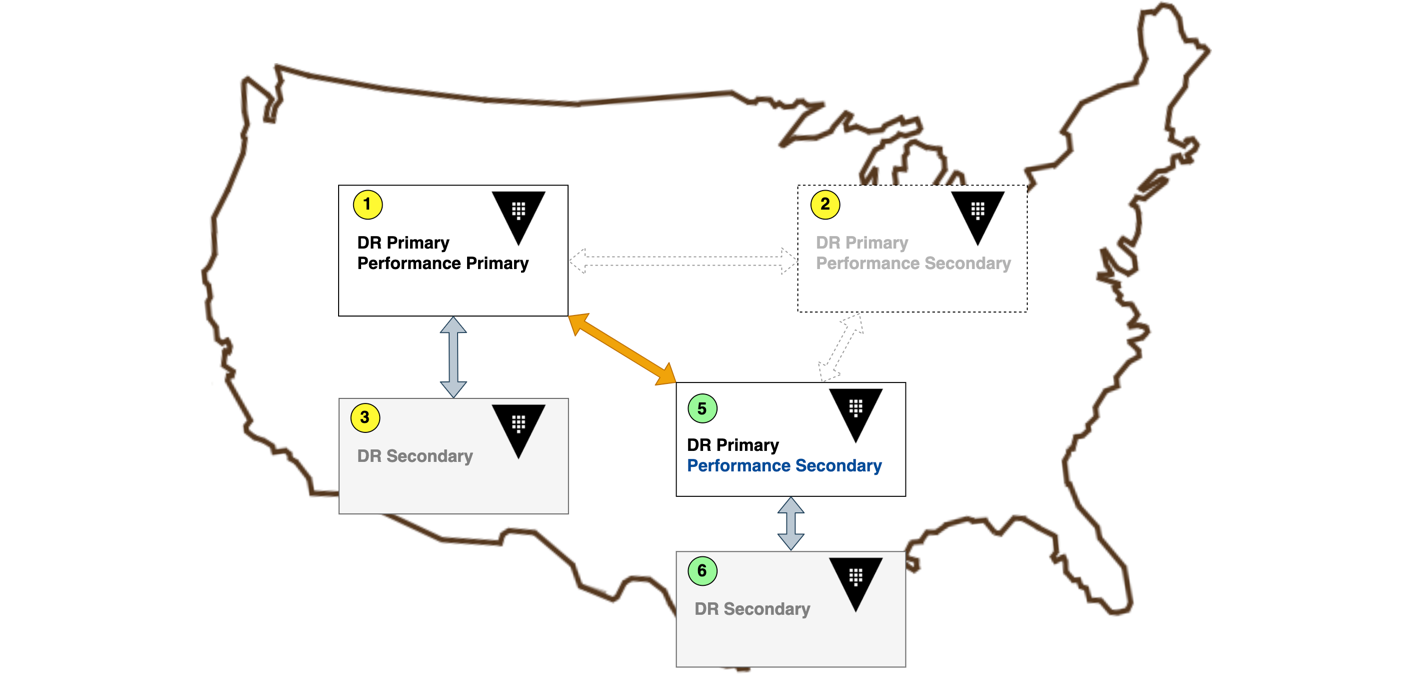 1
DR Primary
Performance Primary
2
DR Primary
Performance Secondary
3
DR Secondary
5
DR Primary
Performance Secondary
6
DR Secondary